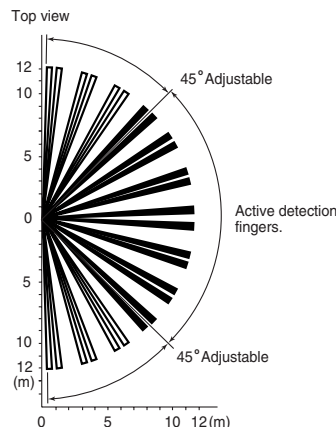 Top view
45°Adjustable
12
10
5
0
Active detection
fingers.
5
10
12
(m)
45°Adjustable
0 5 10 12(m)